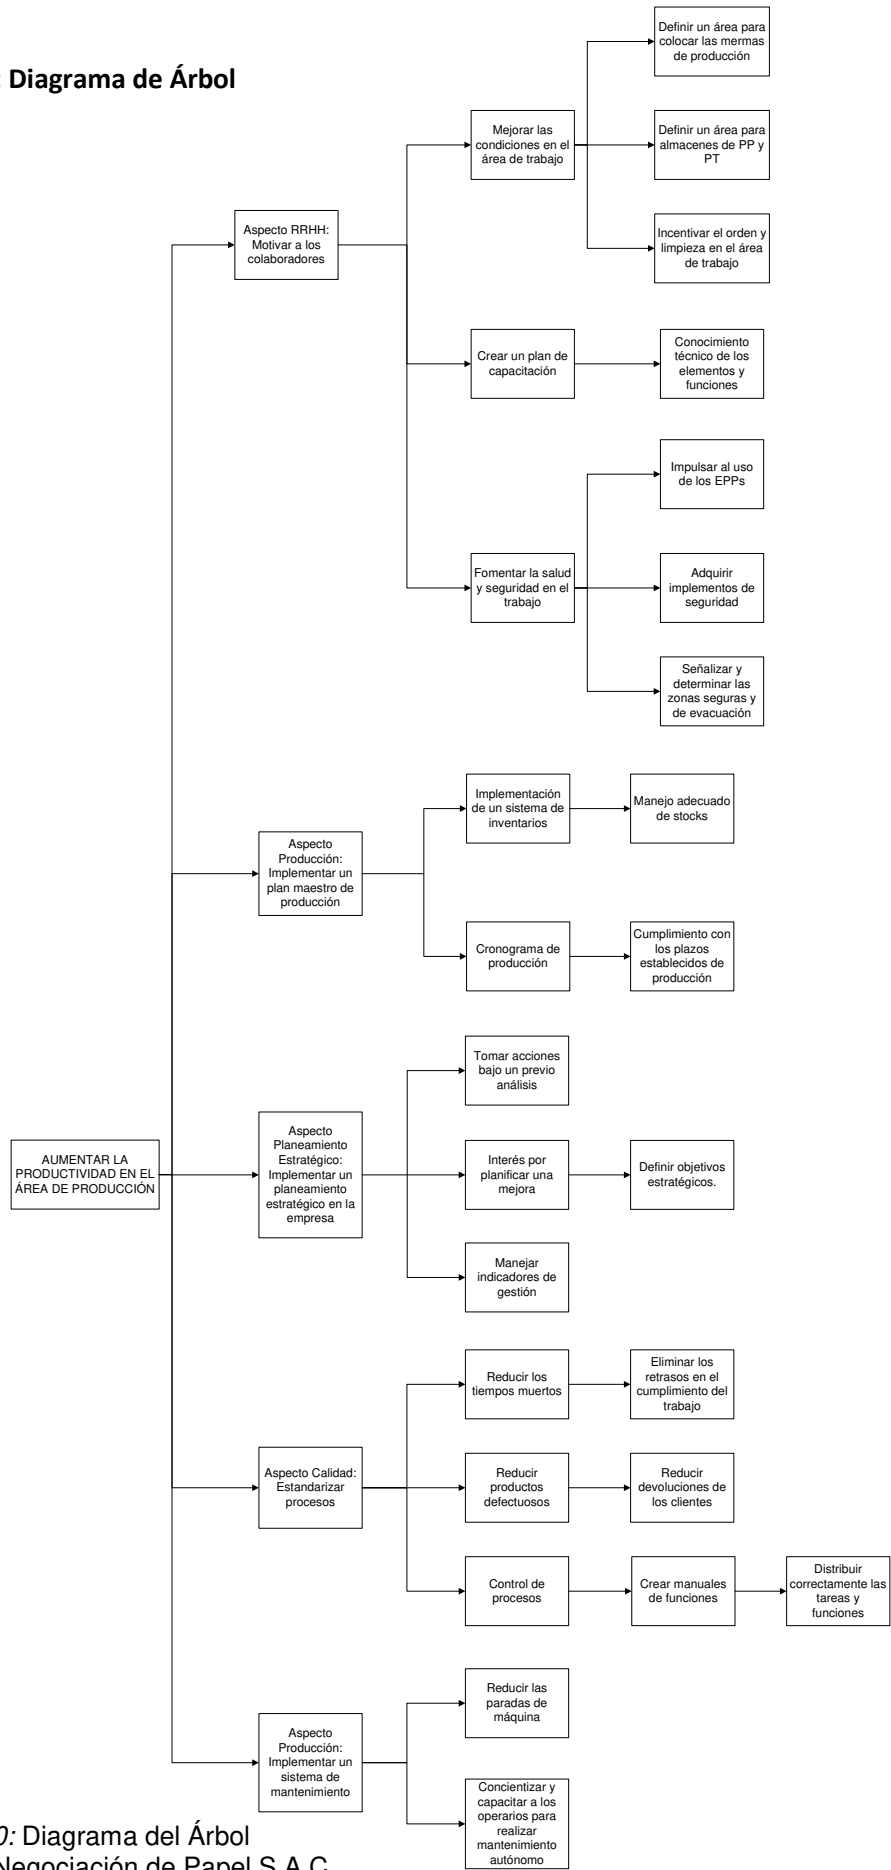 : Diagrama de Árbol
Definir un área para
colocar las mermas
de producción
Mejorar las
condiciones en el
área de trabajo
Definir un área para
almacenes de PP y
PT
Incentivar el orden y
limpieza en el área
de trabajo
Aspecto RRHH:
Motivar a los
colaboradores
Crear un plan de
capacitación
Conocimiento
técnico de los
elementos y
funciones
Impulsar al uso
de los EPPs
Fomentar la salud
y seguridad en el
trabajo
Adquirir
implementos de
seguridad
Señalizar y
determinar las
zonas seguras y
de evacuación
Implementación
de un sistema de
inventarios
Manejo adecuado
de stocks
Aspecto
Producción:
Implementar un
plan maestro de
producción
Cronograma de
producción
Cumplimiento con
los plazos
establecidos de
producción
Tomar acciones
bajo un previo
análisis
AUMENTAR LA
PRODUCTIVIDAD EN EL
ÁREA DE PRODUCCIÓN
Aspecto
Planeamiento
Estratégico:
Implementar un
planeamiento
estratégico en la
empresa
Interés por
planificar una
mejora
Definir objetivos
estratégicos.
Manejar
indicadores de
gestión
Reducir los
tiempos muertos
Eliminar los
retrasos en el
cumplimiento del
trabajo
Aspecto Calidad:
Estandarizar
procesos
Reducir
productos
defectuosos
Reducir
devoluciones de
los clientes
Control de
procesos
Crear manuales
de funciones
Distribuir
correctamente las
tareas y
funciones
Reducir las
paradas de
máquina
Aspecto
Producción:
Implementar un
sistema de
mantenimiento
Concientizar y
capacitar a los
operarios para
realizar
mantenimiento
autónomo
0: Diagrama del Árbol
Negociación de Papel S.A.C